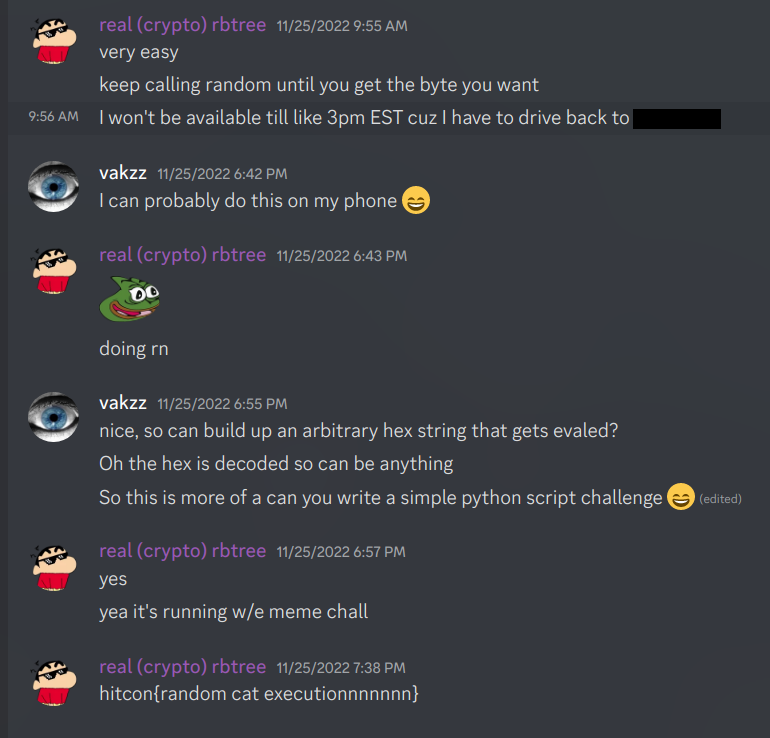 real (crypto) rbtree 11/25/2022 9:55 AM
very easy
keep calling random until you get the byte you want
9:56 AM I won't be available till like 3pm EST cuz I have to drive back to
vakzz 11/25/2022 6:42 PM
I can probably do this on my phone
real (crypto) rbtree 11/25/2022 6:43 PM
doing rn
vakzz 11/25/2022 6:55 PM
nice, so can build up an arbitrary hex string that gets evaled?
Oh the hex is decoded so can be anything
So this is more of a can you write a simple python script challenge (edited)
real (crypto) rbtree 11/25/2022 6:57 PM
yes
yea it's running w/e meme chall
real (crypto) rbtree 11/25/2022 7:38 PM
hitcon{random cat executionnnnnnn}